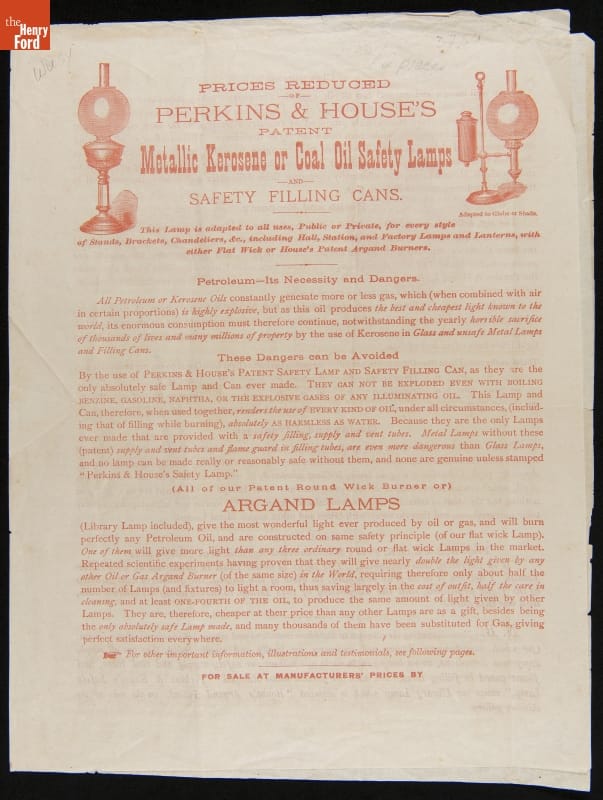 the
Henry
Ford
PRICES REDUCED
—OF—
PERKINS & HOUSE'S
PATENT
Metallic Kerosene or Coal Oil Safety Lamps
—AND—
SAFETY FILLING CANS.
Adapted to Globe or Shade.
This Lamp is adapted to all uses, Public or Private, for every style
of Stands, Brackets, Chandeliers, &c., including Hall, Station, and Factory Lamps and Lanterns, with
either Flat Wick or House's Patent Argand Burners.
Petroleum—Its Necessity and Dangers.
All Petroleum or Kerosene Oils constantly generate more or less gas, which (when combined with air
in certain proportions) is highly explosive, but as this oil produces the best and cheapest light known to the
world, its enormous consumption must therefore continue, notwithstanding the yearly horrible sacrifice
of thousands of lives and many millions of property by the use of Kerosene in Glass and unsafe Metal Lamps
and Filling Cans.
These Dangers can be Avoided
By the use of PERKINS & HOUSE'S PATENT SAFETY LAMP AND SAFETY FILLING CAN, as they are the
only absolutely safe Lamp and Can ever made. THEY CAN NOT BE EXPLODED EVEN WITH BOILING
BENZINE, GASOLINE, NAPHTHA, OR THE EXPLOSIVE GASES OF ANY ILLUMINATING OIL. This Lamp and
Can, therefore, when used together, renders the use of EVERY KIND OF OIL, under all circumstances, (includ-
ing that of filling while burning), absolutely AS HARMLESS AS WATER. Because they are the only Lamps
ever made that are provided with a safety filling, supply and vent tubes. Metal Lamps without these
(patent) supply and vent tubes and flame guard in filling tubes, are even more dangerous than Glass Lamps,
and no lamp can be made really or reasonably safe without them, and none are genuine unless stamped
"Perkins & House's Safety Lamp."
(All of our Patent Round Wick Burner or)
ARGAND LAMPS
(Library Lamp included), give the most wonderful light ever produced by oil or gas, and will burn
perfectly any Petroleum Oil, and are constructed on same safety principle (of our flat wick Lamp).
One of them will give more light than any three ordinary round or flat wick Lamps in the market.
Repeated scientific experiments having proven that they will give nearly double the light given by any
other Oil or Gas Argand Burner (of the same size) in the World, requiring therefore only about half the
number of Lamps (and fixtures) to light a room, thus saving largely in the cost of outfit, half the care in
cleaning, and at least ONE-FOURTH OF THE OIL, to produce the same amount of light given by other
Lamps. They are, therefore, cheaper at their price than any other Lamps are as a gift, besides being
the only absolutely safe Lamp made, and many thousands of them have been substituted for Gas, giving
perfect satisfaction everywhere.
☞ For other important information, illustrations and testimonials, see following pages.
FOR SALE AT MANUFACTURERS' PRICES BY